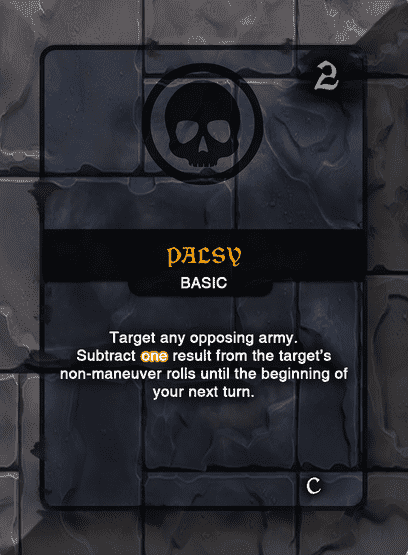 2
PALSY
BASIC
Target any opposing army.
Subtract one result from the target's
non-maneuver rolls until the beginning of
your next turn.
C